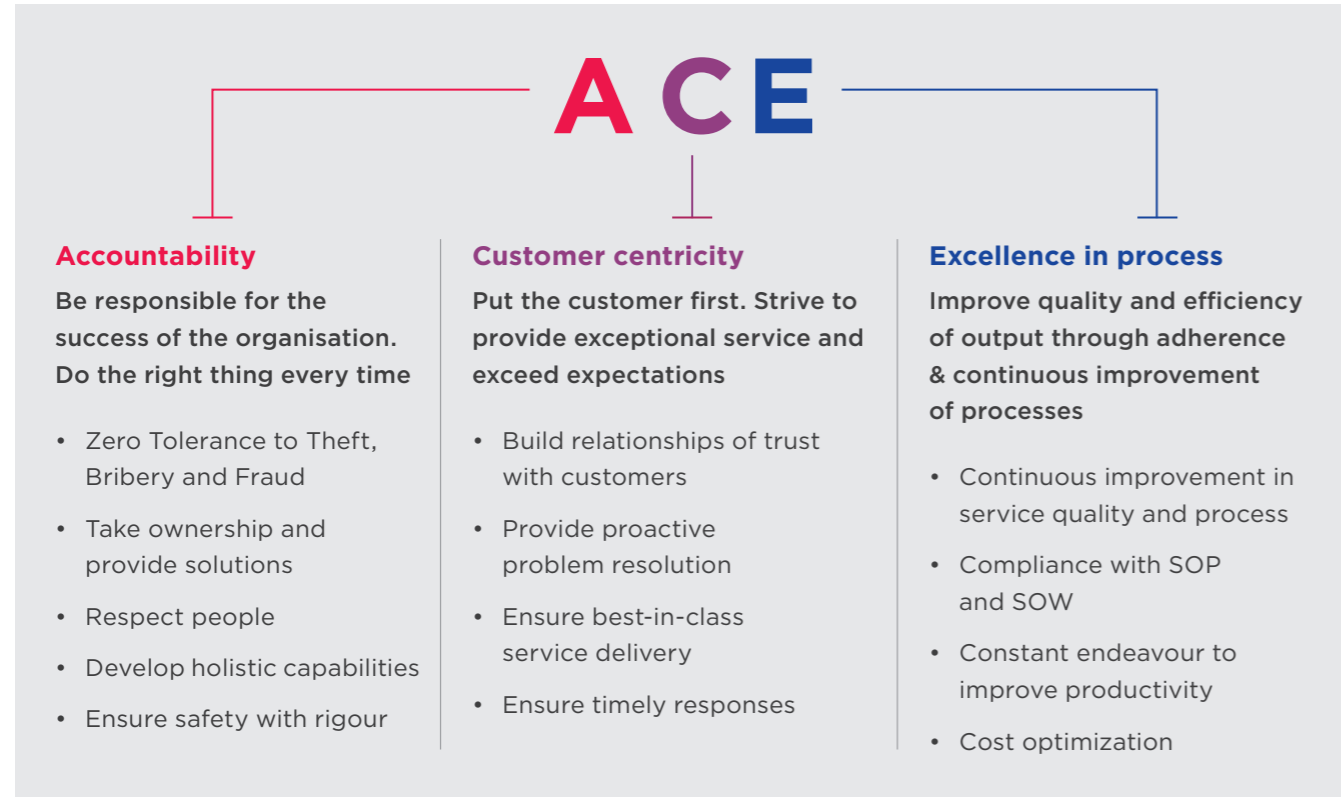 ACE
Accountability
Be responsible for the
success of the organisation.
Do the right thing every time
• Zero Tolerance to Theft,
Bribery and Fraud
• Take ownership and
provide solutions
• Respect people
• Develop holistic capabilities
• Ensure safety with rigour
Customer centricity
Put the customer first. Strive to
provide exceptional service and
exceed expectations
• Build relationships of trust
with customers
• Provide proactive
problem resolution
• Ensure best-in-class
service delivery
• Ensure timely responses
Excellence in process
Improve quality and efficiency
of output through adherence
& continuous improvement
of processes
• Continuous improvement in
service quality and process
• Compliance with SOP
and SOW
• Constant endeavour to
improve productivity
• Cost optimization